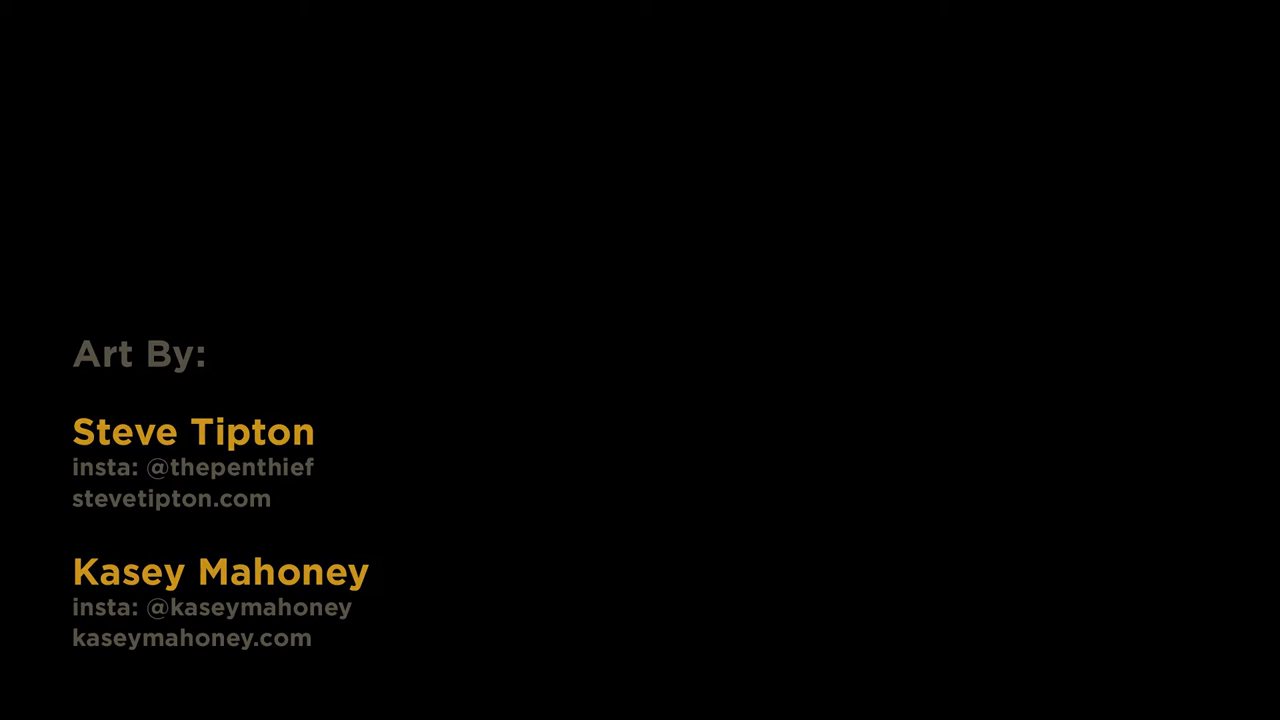 Art By:
Steve Tipton
insta: @thepenthief
stevetipton.com
Kasey Mahoney
insta: @kaseymahoney
kaseymahoney.com